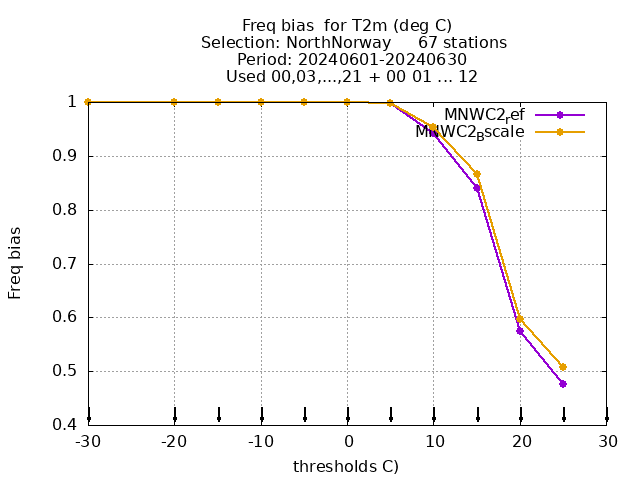 Freq bias  for T2m (deg C)
Selection: NorthNorway     67 stations
Period: 20240601-20240630
Used 00,03,...,21 + 00 01 ... 12
MNWC2ref
MNWC2Bscale
1
0.9
0.8
0.7
0.6
0.5
0.4
Freq bias
-30
-20
-10
0
10
20
30
thresholds C)